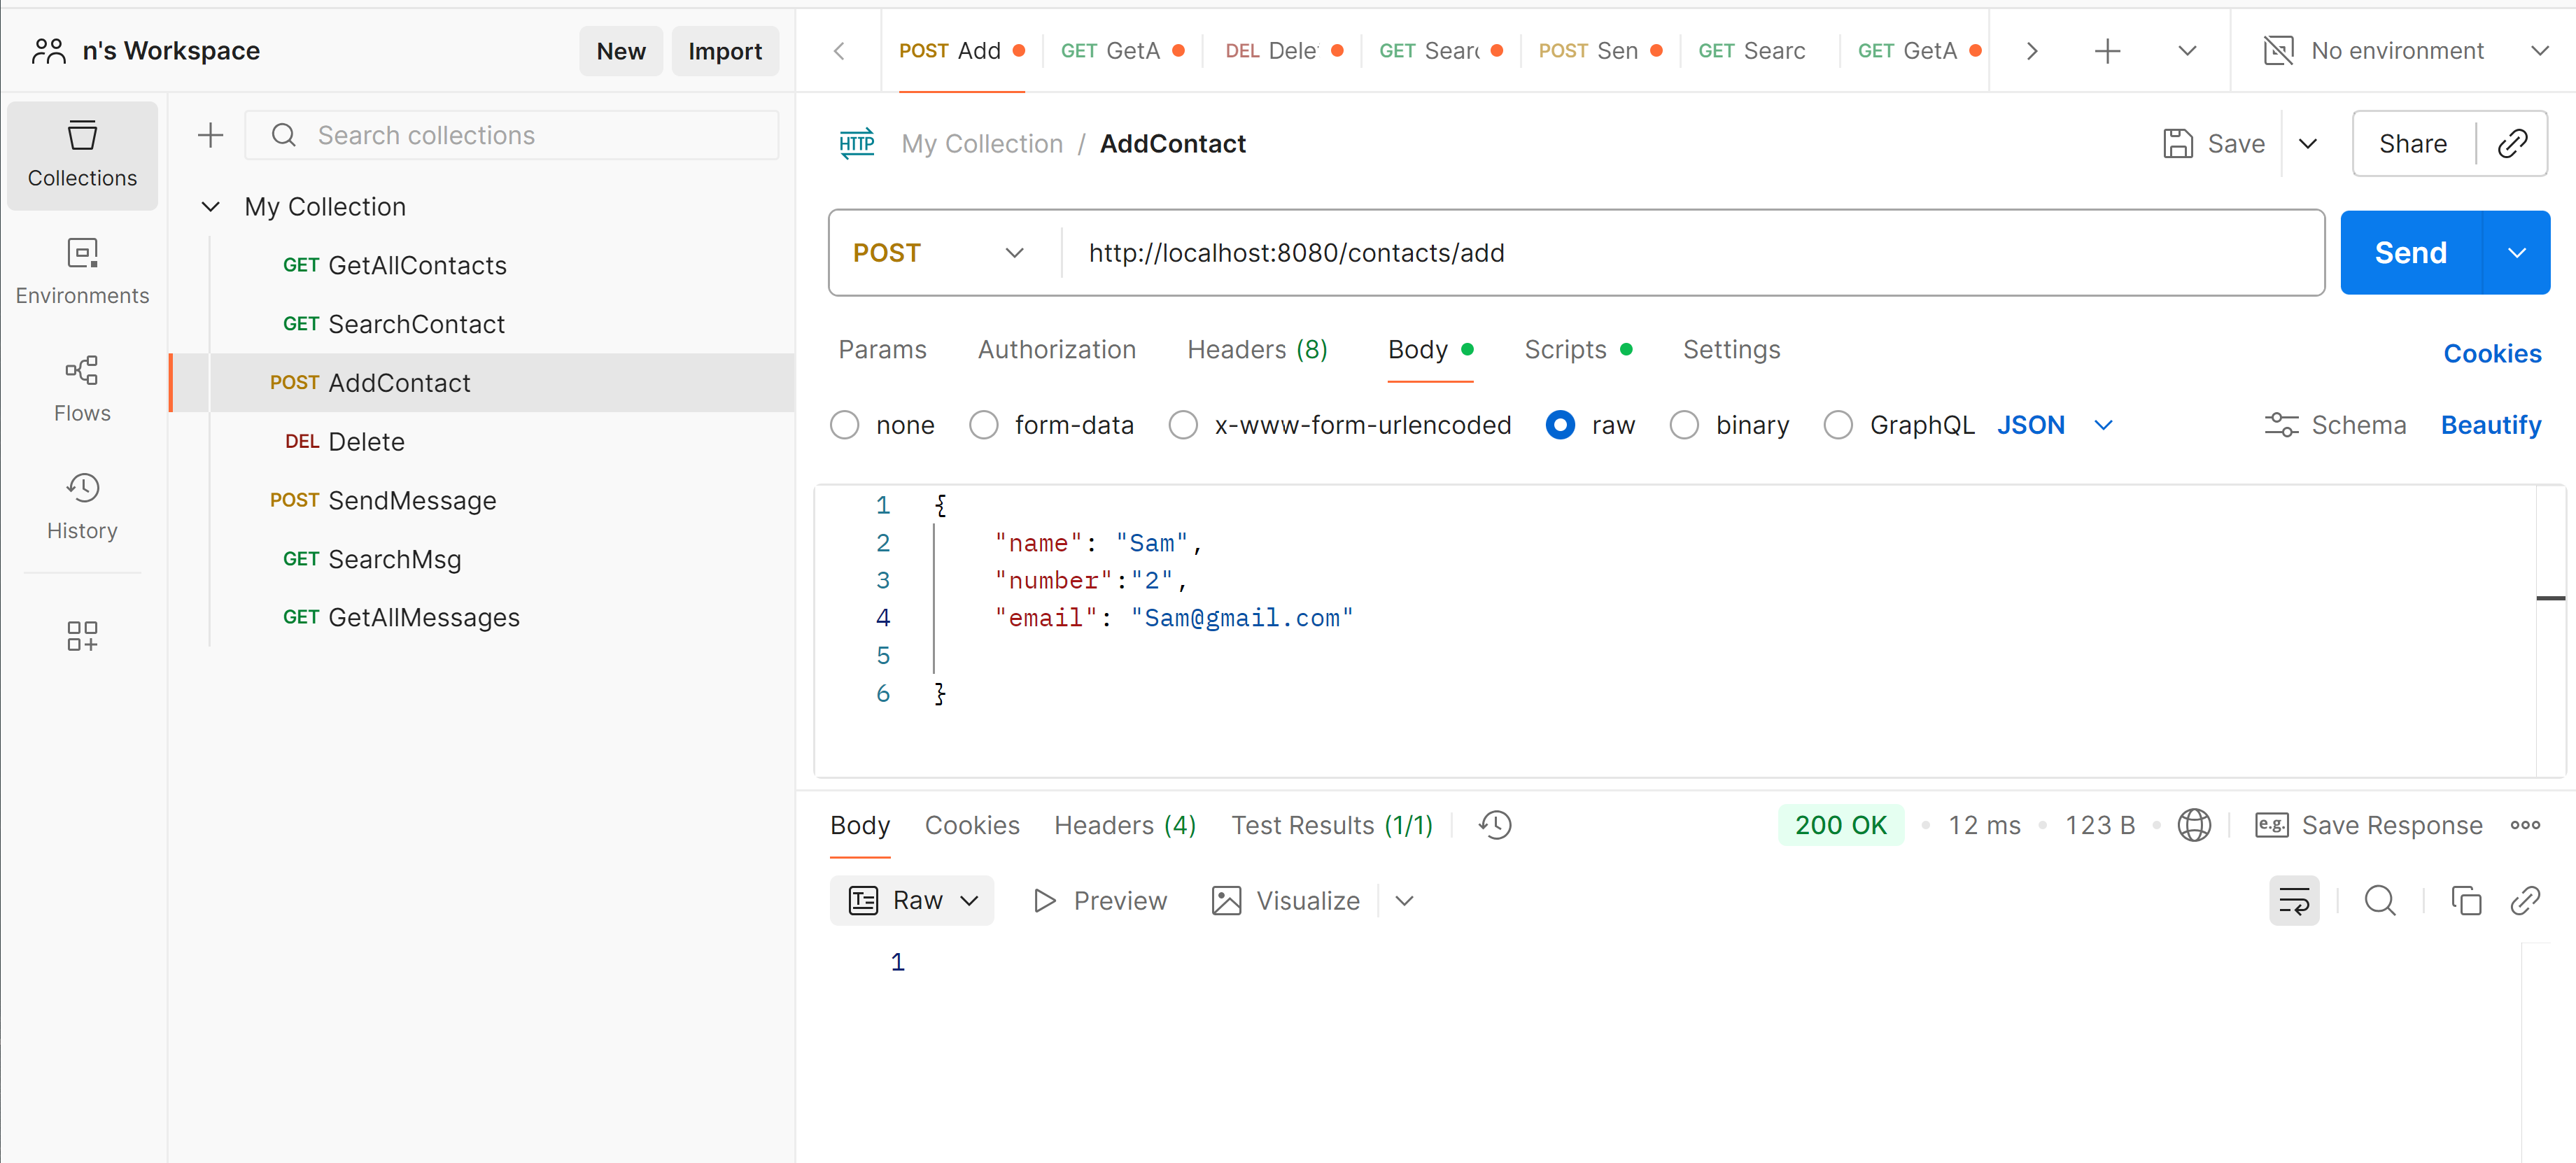 n's Workspace
New
Import
POST Add
GET GetA
DEL Dele
GET Searc
POST Sen
GET Searc
GET GetA
No environment
Collections
Environments
Flows
History
Search collections
My Collection
GET GetAllContacts
GET SearchContact
POST AddContact
DEL Delete
POST SendMessage
GET SearchMsg
GET GetAllMessages
HTTP
My Collection / AddContact
Save
Share
POST
http://localhost:8080/contacts/add
Send
Params
Authorization
Headers (8)
Body
Scripts
Settings
Cookies
none
form-data
x-www-form-urlencoded
raw
binary
GraphQL
JSON
Schema
Beautify
1 {
2 "name": "Sam",
3 "number":"2",
4 "email": "Sam@gmail.com"
5
6 }
Body
Cookies
Headers (4)
Test Results (1/1)
200 OK
12 ms
123 B
e.g. Save Response
Raw
Preview
Visualize
1